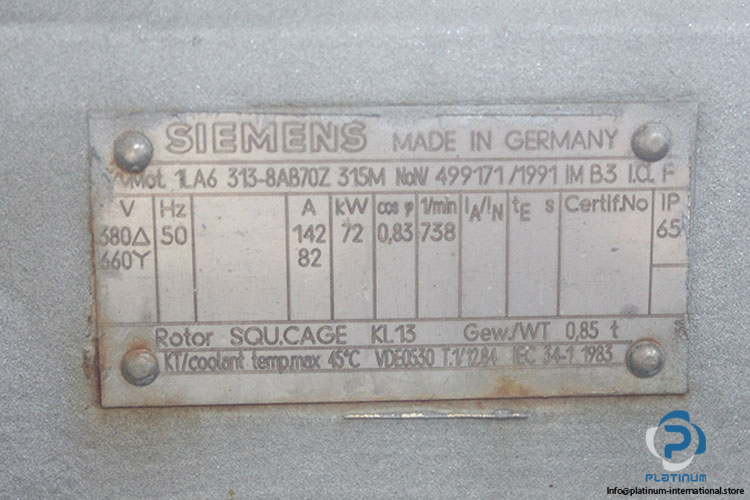 SIEMENS MADE IN GERMANY
Mot. 1LA6 313-8AB70Z 315M NoN/ 499171/1991 IM B3 I.Cl. F
V Hz A kW cos φ 1/min IA/IN tE s Certif.No IP
380Δ 50 142 72 0,83 738 65
660Y 82
Rotor SQU.CAGE KL13 Gew./WT 0,85 t
KT/coolant temp.max 45°C VDE0530 T.1/12.84 IEC 34-1 1983
PLATINUM
Info@platinum-international.store